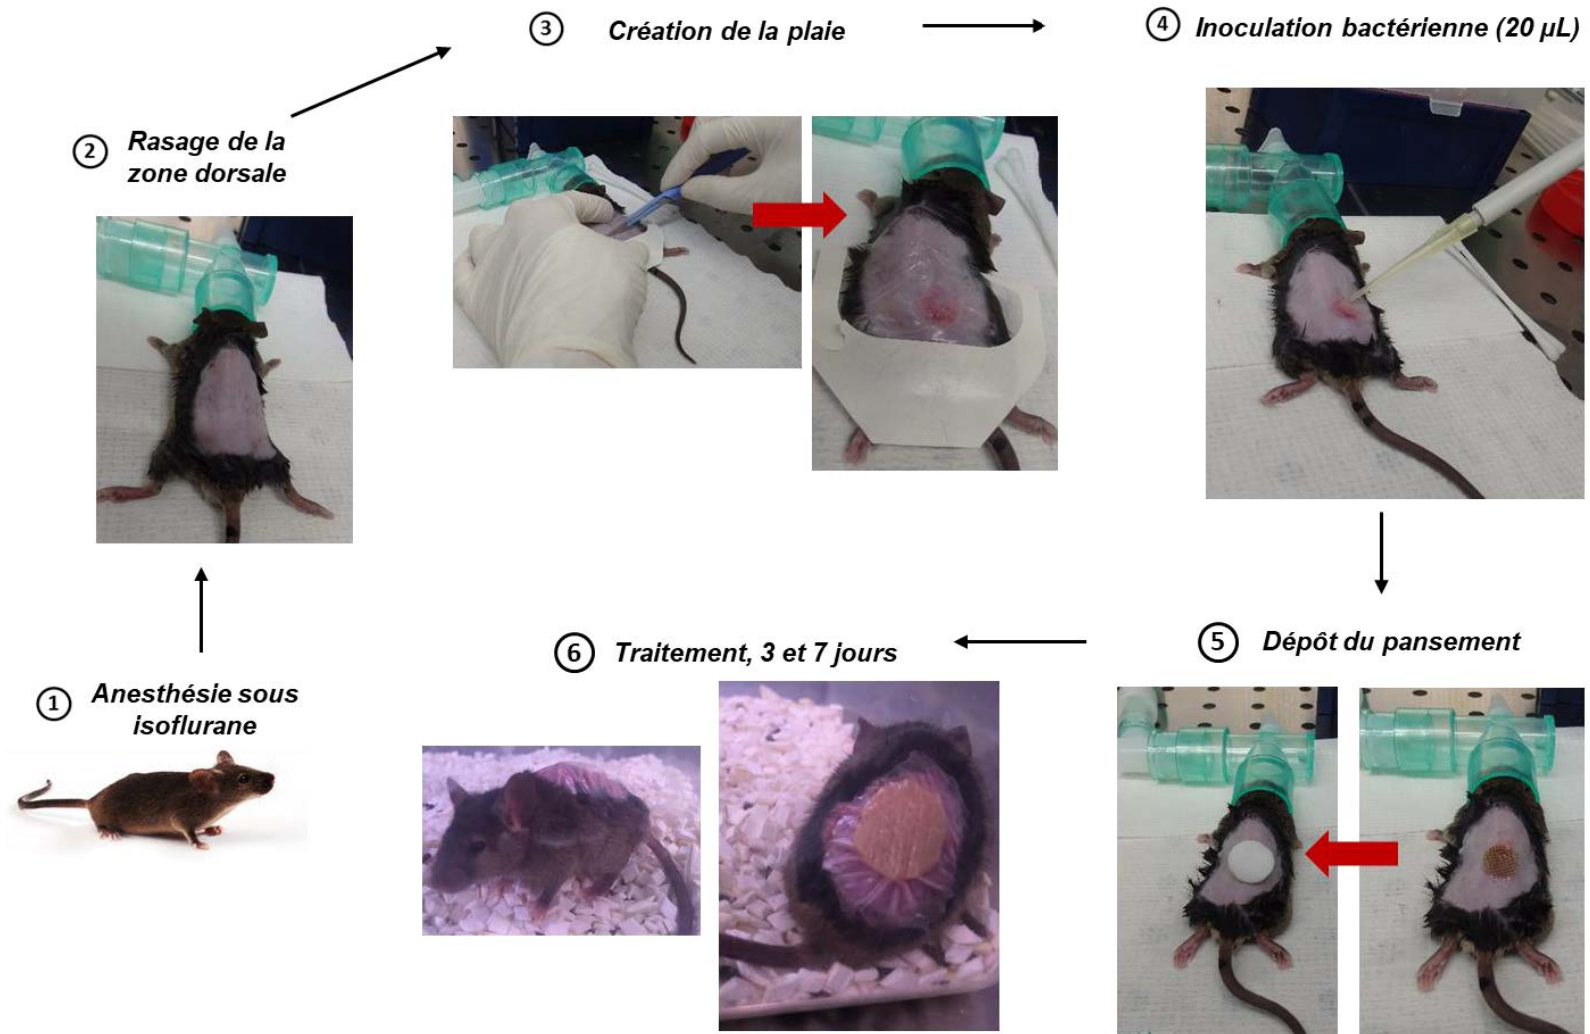 ① Anesthésie sous
isoflurane
② Rasage de la
zone dorsale
③ Création de la plaie
④ Inoculation bactérienne (20 µL)
⑤ Dépôt du pansement
⑥ Traitement, 3 et 7 jours